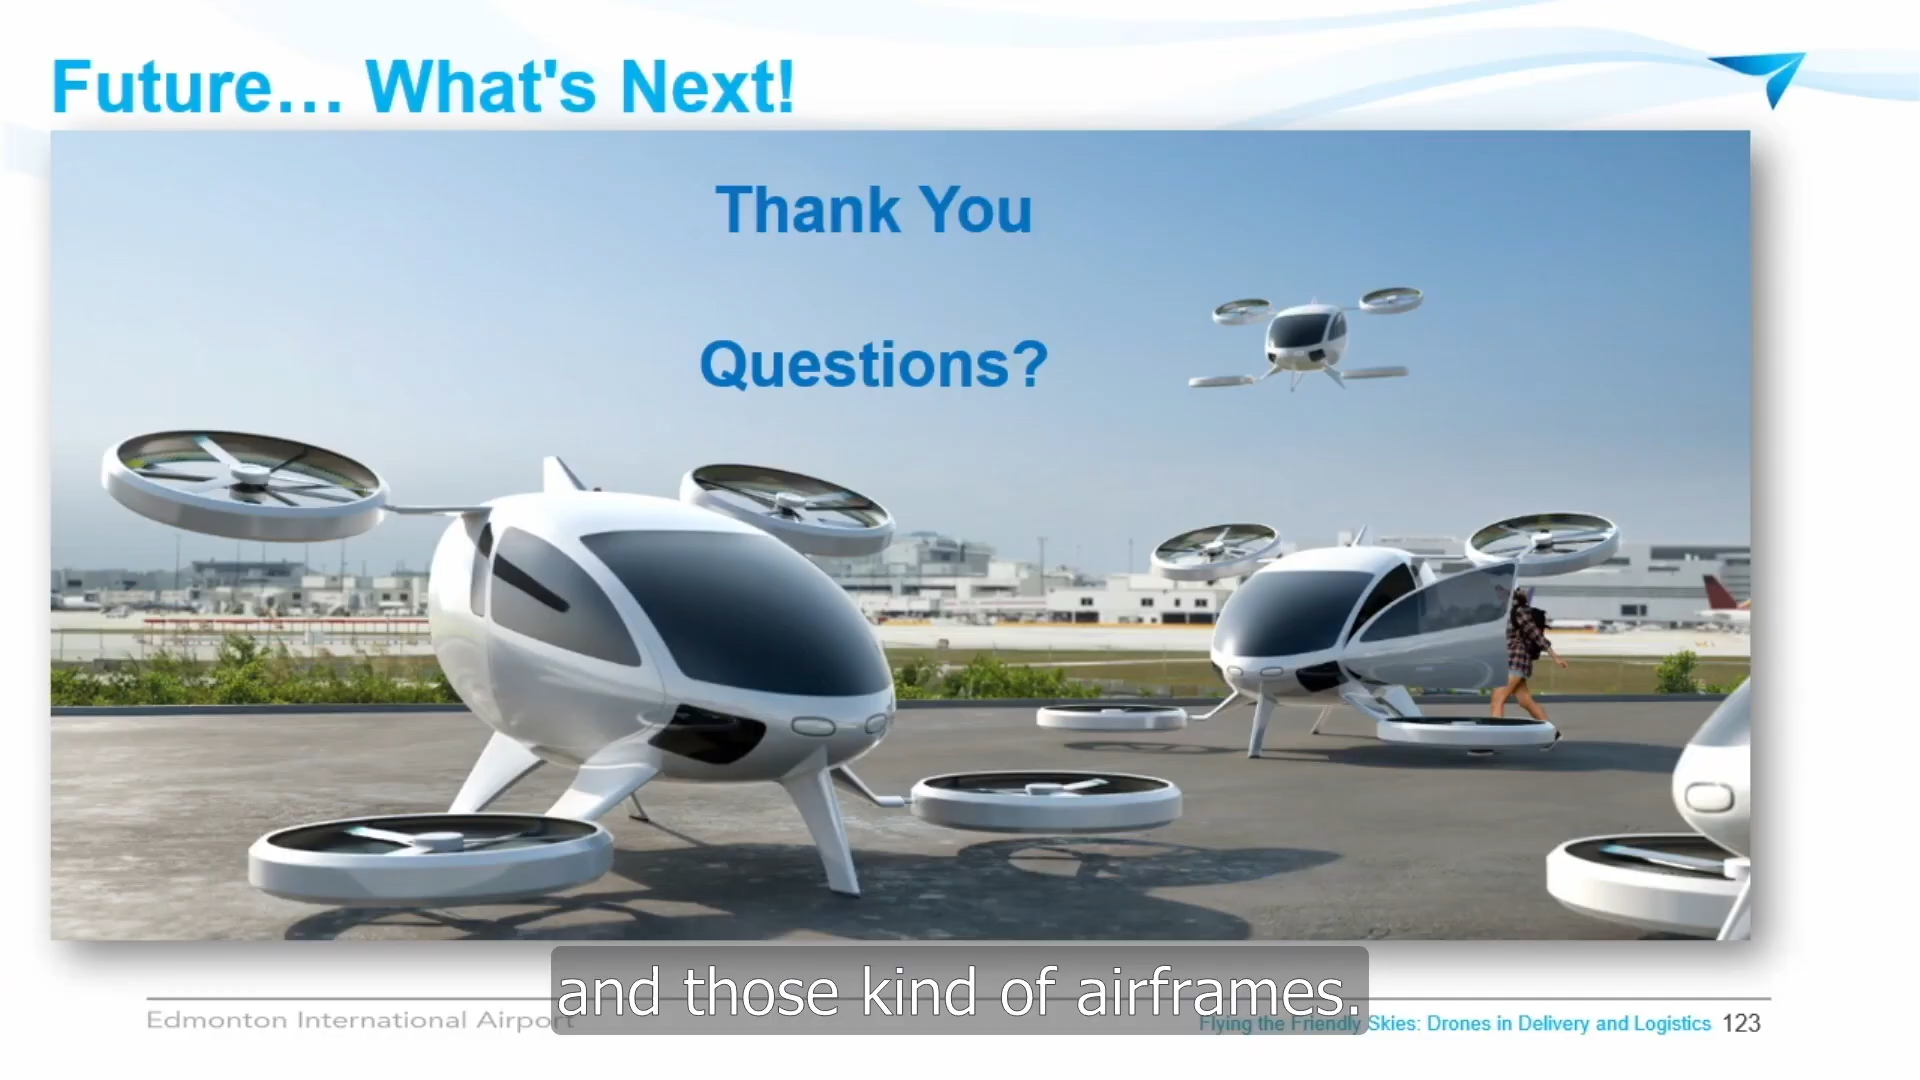 Future... What's Next!
Thank You
Questions?
and those kind of airframes.
Edmonton International Airport
Flying the Friendly Skies: Drones in Delivery and Logistics 123